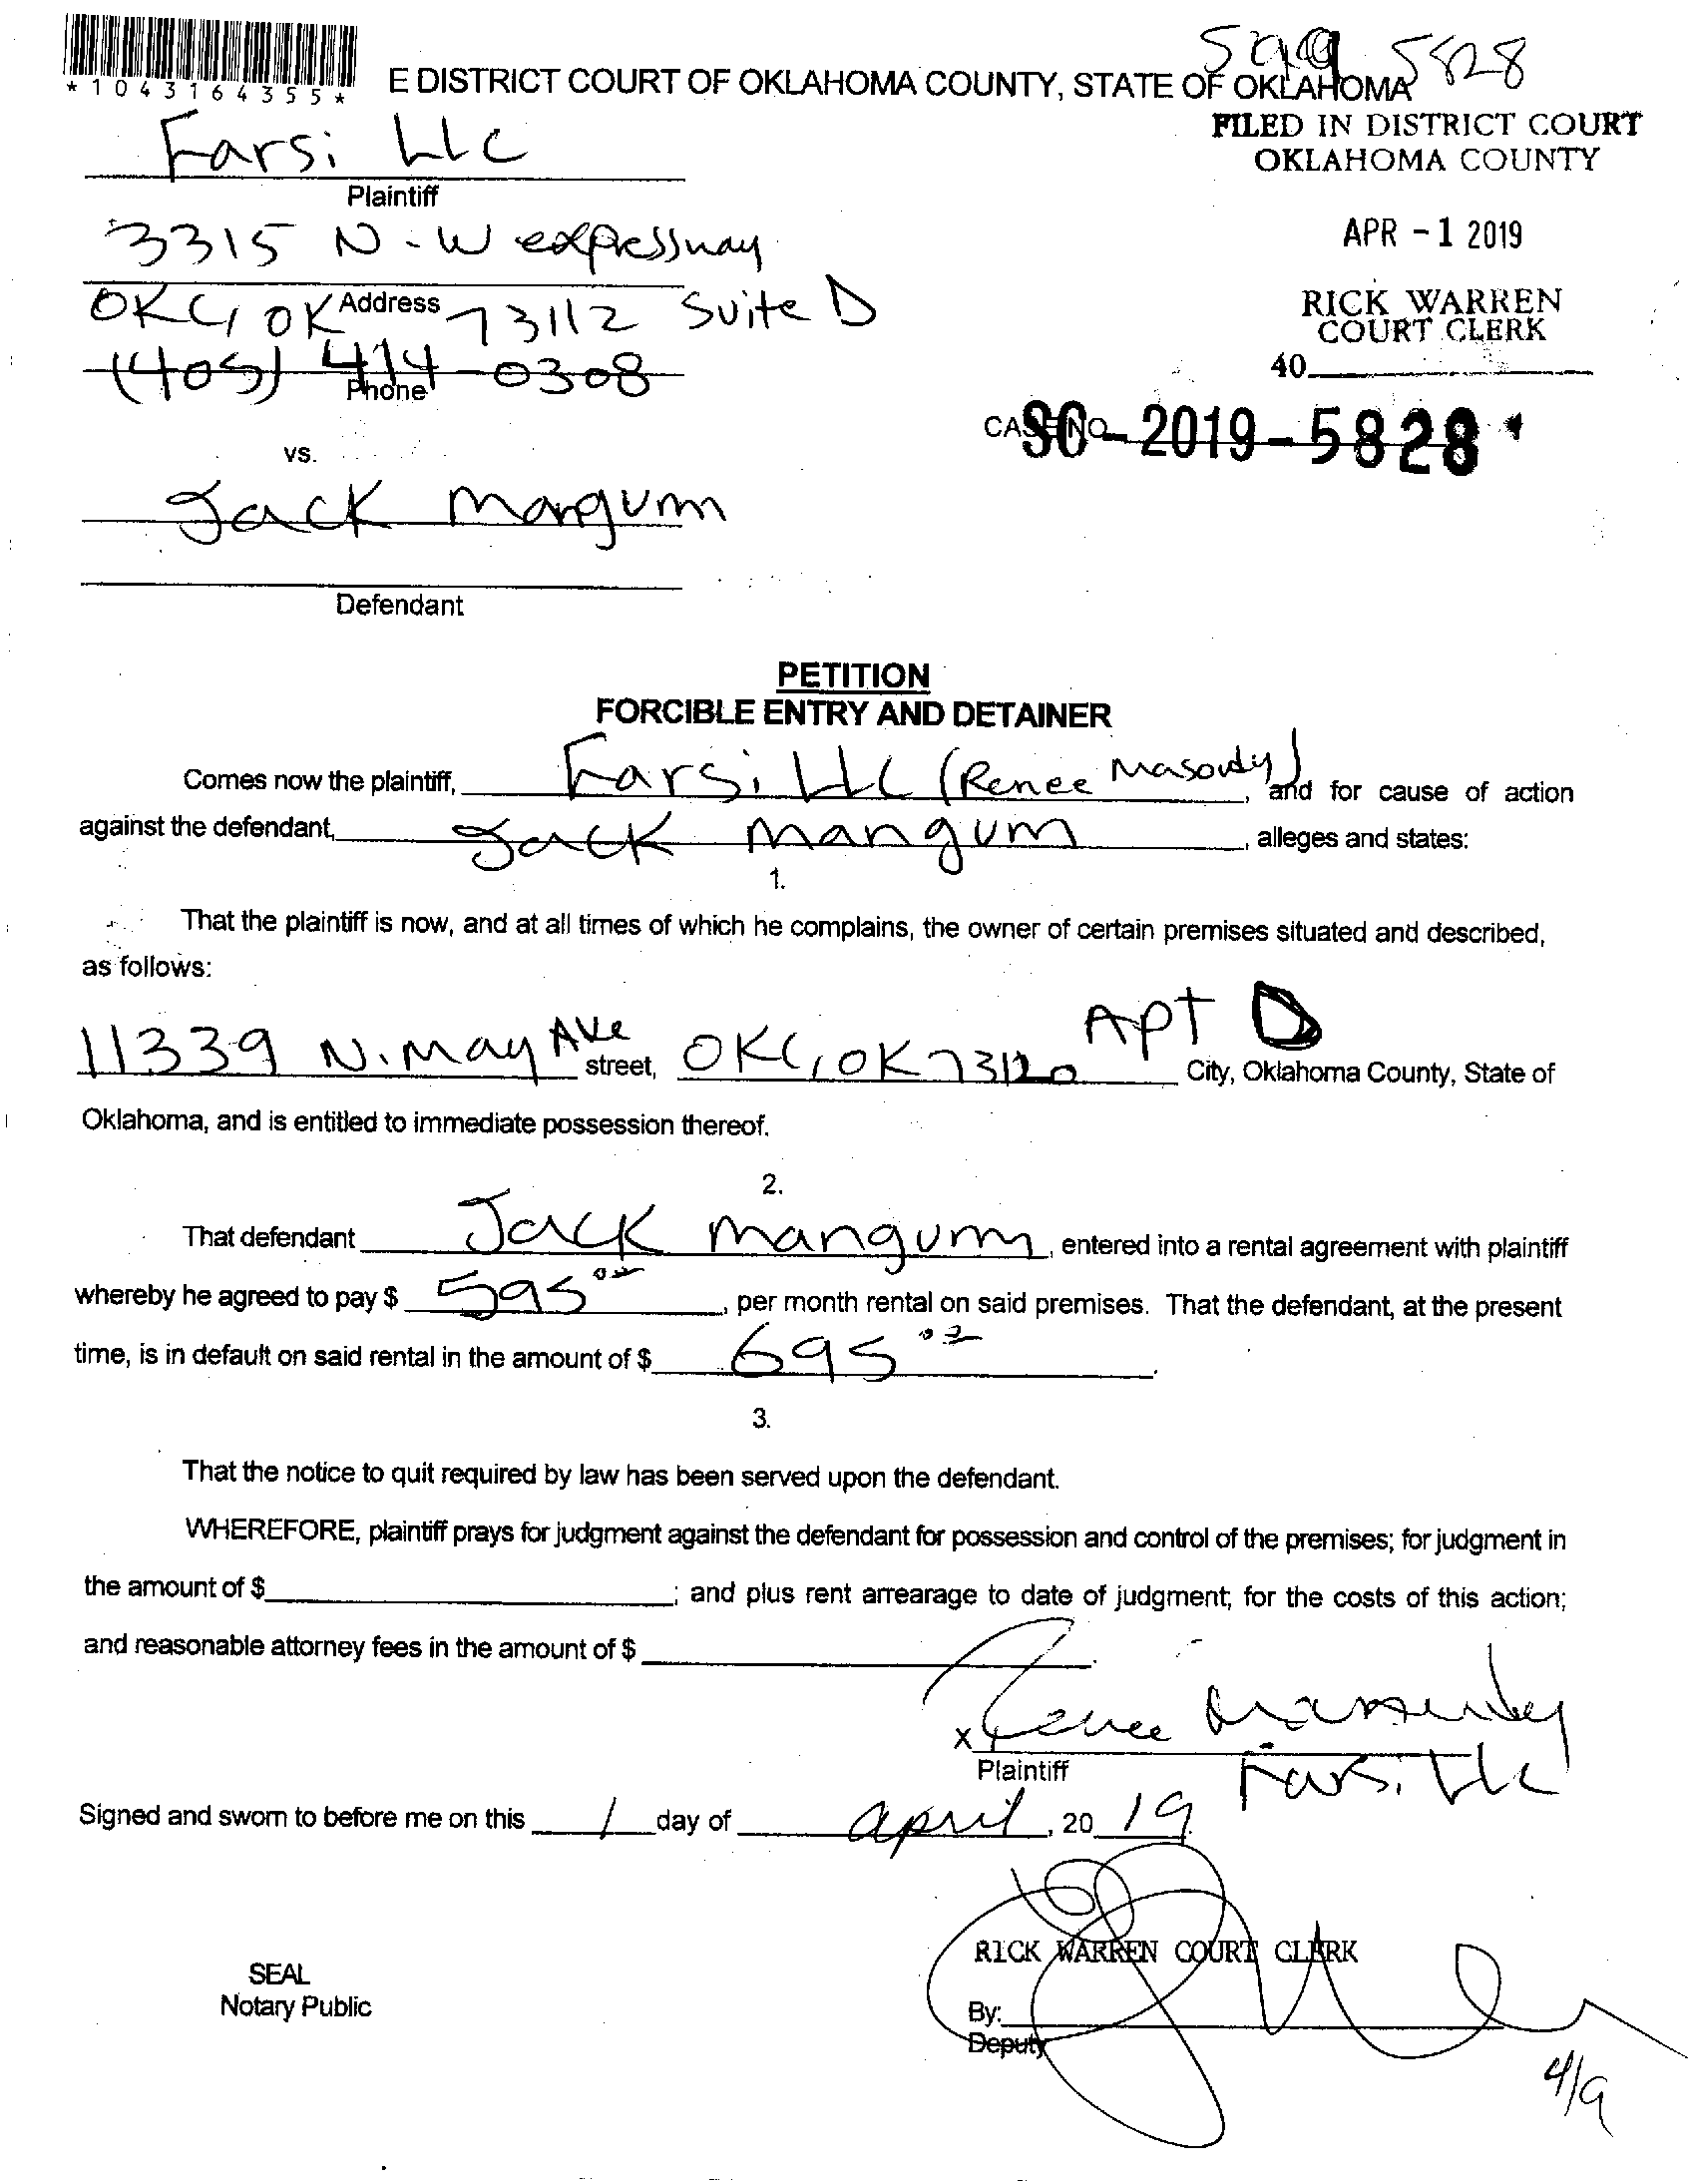 *1043164355*
5828
E DISTRICT COURT OF OKLAHOMA COUNTY, STATE OF OKLAHOMA
FILED IN DISTRICT COURT
OKLAHOMA COUNTY
Farsi LLC
Plaintiff
3315 N-W expressway
APR -1 2019
OKC, OK 73112 Suite D
Address
RICK WARREN
COURT CLERK
(405) 414-0308
Phone
40
CASE NO. SC-2019-5828
vs.
Jack Mangum
Defendant
PETITION
FORCIBLE ENTRY AND DETAINER
Comes now the plaintiff, Farsi LLC (Renee Masoudy), and for cause of action
against the defendant, Jack Mangum, alleges and states:
1.
That the plaintiff is now, and at all times of which he complains, the owner of certain premises situated and described,
as follows:
11339 N. May Ave street, OKC, OK 73120 Apt D City, Oklahoma County, State of
Oklahoma, and is entitled to immediate possession thereof.
2.
That defendant Jack Mangum, entered into a rental agreement with plaintiff
whereby he agreed to pay $ 595 00, per month rental on said premises. That the defendant, at the present
time, is in default on said rental in the amount of $ 695 00.
3.
That the notice to quit required by law has been served upon the defendant.
WHEREFORE, plaintiff prays for judgment against the defendant for possession and control of the premises; for judgment in
the amount of $ ; and plus rent arrearage to date of judgment; for the costs of this action;
and reasonable attorney fees in the amount of $ .
x Renee Masoudy
Plaintiff Farsi LLC
Signed and sworn to before me on this 1 day of april, 20 19.
RICK WARREN COURT CLERK
SEAL
Notary Public
By:
Deputy
4/9